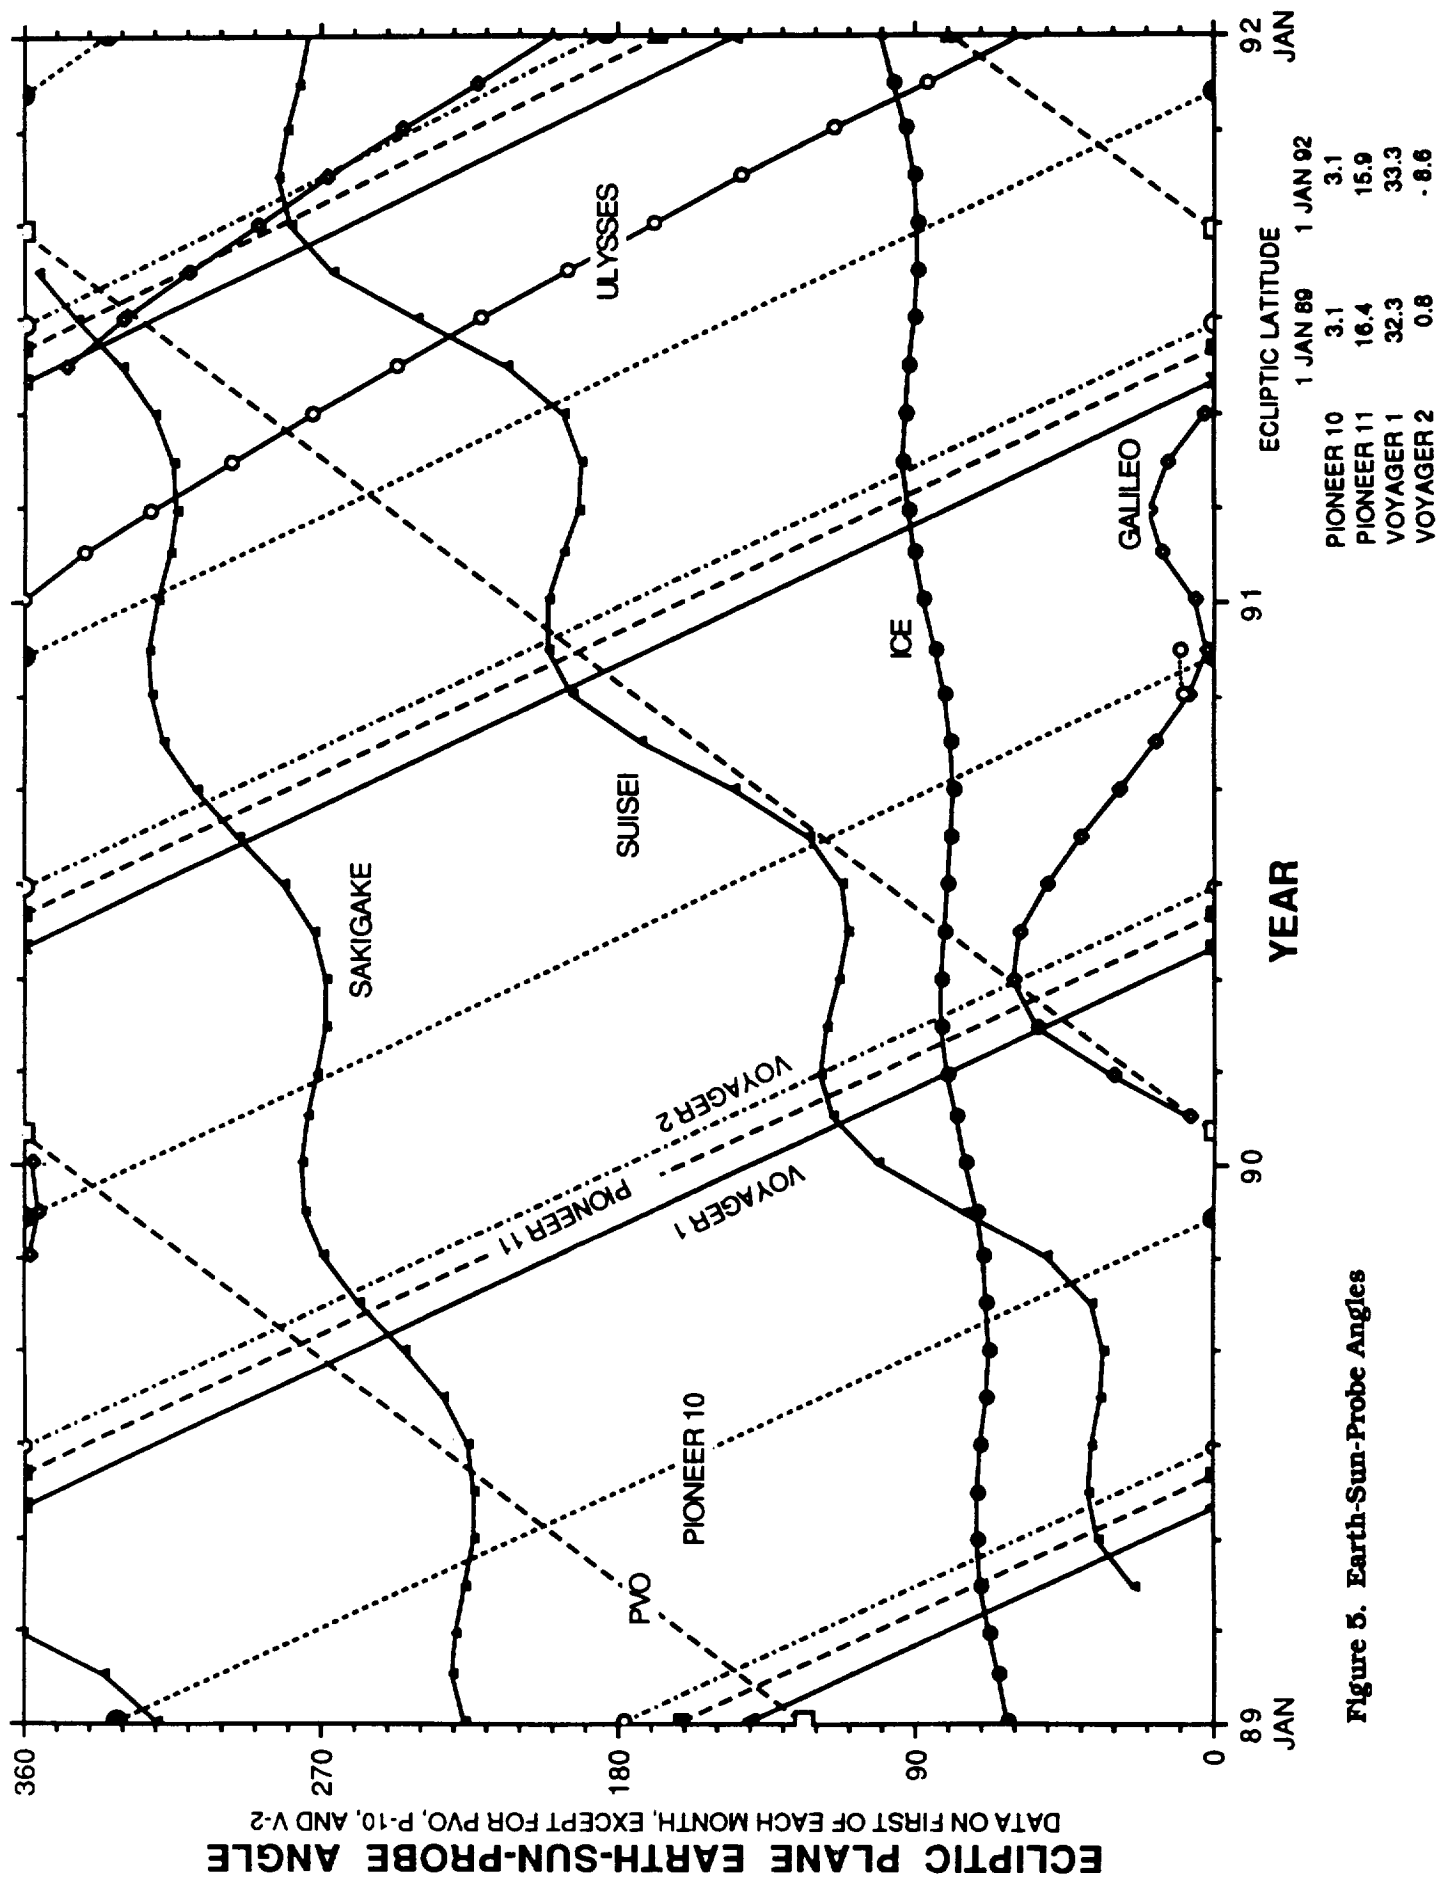 ECLIPTIC PLANE EARTH-SUN-PROBE ANGLE
DATA ON FIRST OF EACH MONTH, EXCEPT FOR PVO, P-10, AND V-2
360
270
180
90
0
SAKIGAKE
SUISEI
ULYSSES
ICE
GALILEO
PVO
PIONEER 10
PIONEER 11
VOYAGER 1
VOYAGER 2
89
JAN
90
91
92
JAN
YEAR
ECLIPTIC LATITUDE
1 JAN 89 1 JAN 92
PIONEER 10 3.1 3.1
PIONEER 11 16.4 15.9
VOYAGER 1 32.3 33.3
VOYAGER 2 0.8 - 8.6
Figure 5. Earth-Sun-Probe Angles